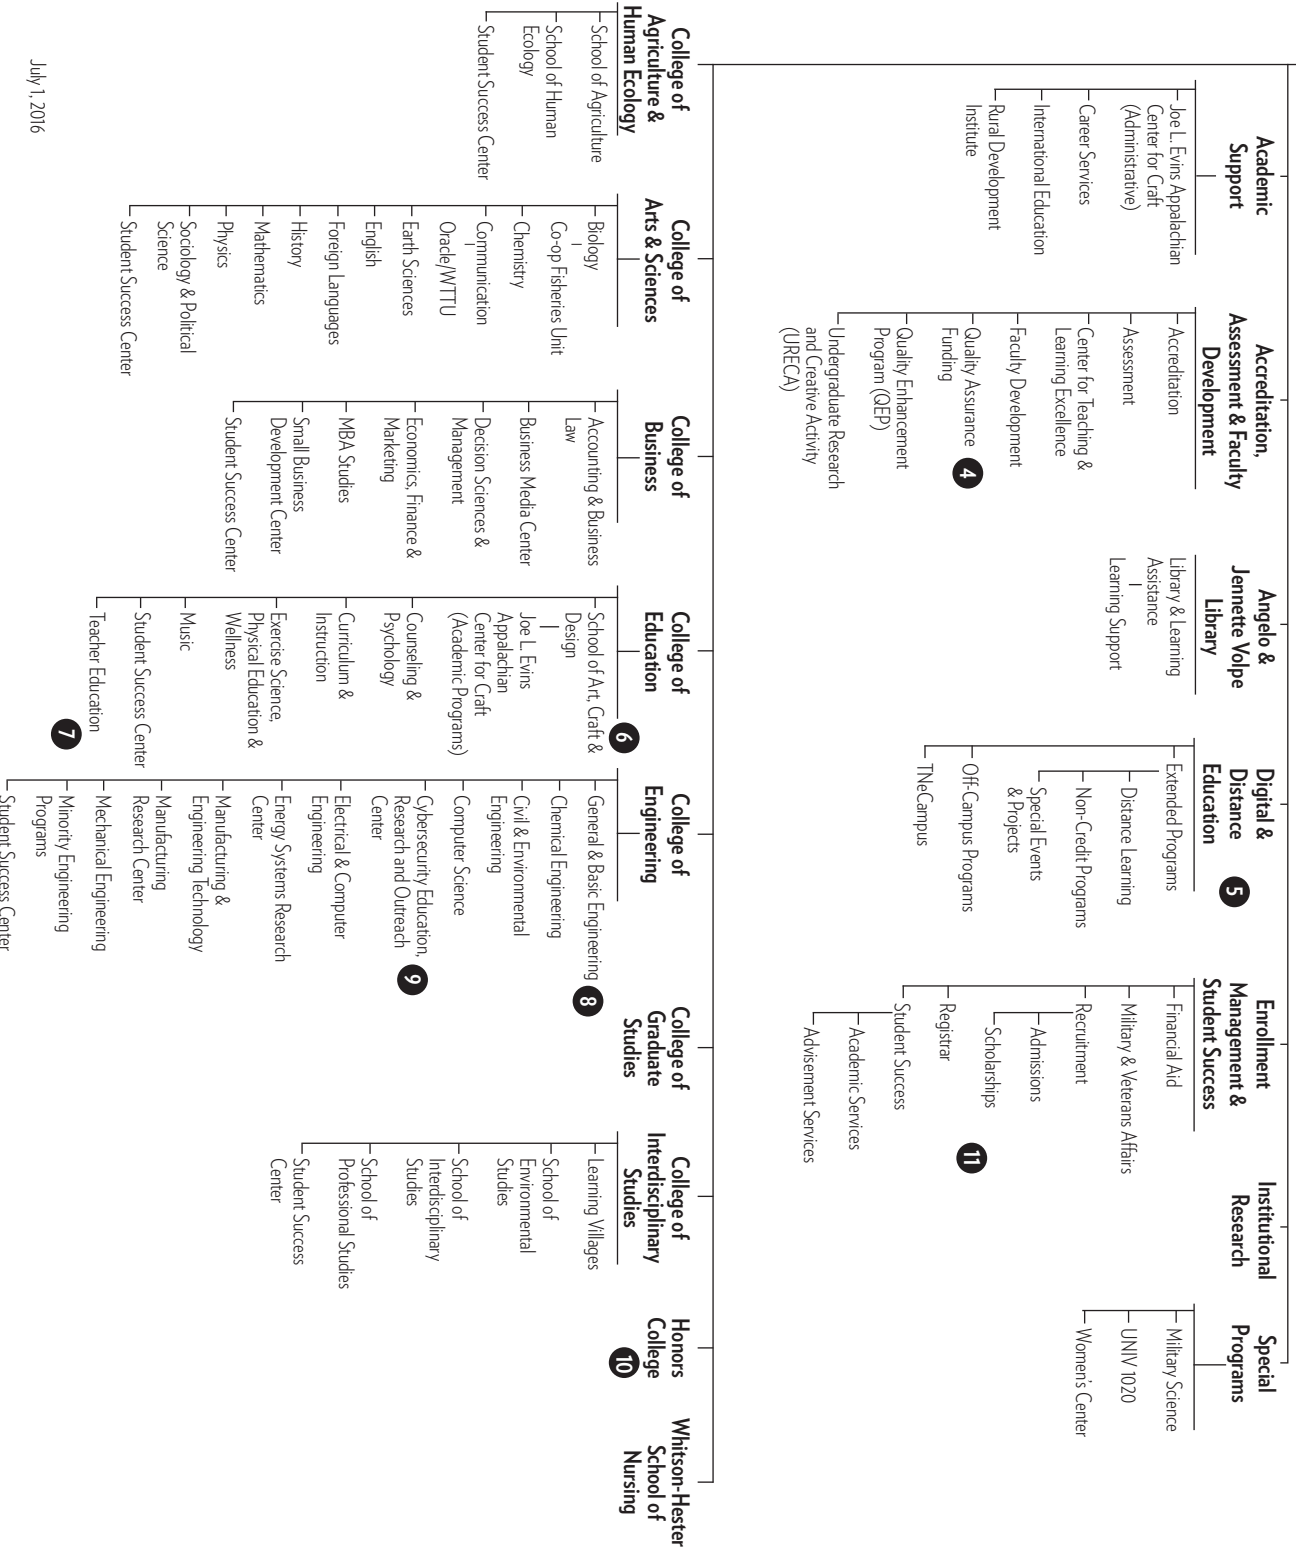 Academic
Support
Joe L. Evins Appalachian
Center for Craft
(Administrative)
Career Services
International Education
Rural Development
Institute
Accreditation,
Assessment & Faculty
Development
Accreditation
Assessment
Center for Teaching &
Learning Excellence
Faculty Development
Quality Assurance
Funding
4
Quality Enhancement
Program (QEP)
Undergraduate Research
and Creative Activity
(URECA)
Angelo &
Jennette Volpe
Library
Library & Learning
Assistance
Learning Support
Digital &
Distance
Education
5
Extended Programs
Distance Learning
Non-Credit Programs
Special Events
& Projects
Off-Campus Programs
TNeCampus
Enrollment
Management &
Student Success
Financial Aid
Military & Veterans Affairs
Recruitment
Admissions
Scholarships
11
Registrar
Student Success
Academic Services
Advisement Services
Institutional
Research
Special
Programs
Military Science
UNIV 1020
Women's Center
College of
Agriculture &
Human Ecology
School of Agriculture
School of Human
Ecology
Student Success Center
College of
Arts & Sciences
Biology
Co-op Fisheries Unit
Chemistry
Communication
Oracle/WTTU
Earth Sciences
English
Foreign Languages
History
Mathematics
Physics
Sociology & Political
Science
Student Success Center
College of
Business
Accounting & Business
Law
Business Media Center
Decision Sciences &
Management
Economics, Finance &
Marketing
MBA Studies
Small Business
Development Center
Student Success Center
College of
Education
6
School of Art, Craft &
Design
Joe L. Evins
Appalachian
Center for Craft
(Academic Programs)
Counseling &
Psychology
Curriculum &
Instruction
Exercise Science,
Physical Education &
Wellness
Music
Student Success Center
Teacher Education
7
College of
Engineering
General & Basic Engineering
8
Chemical Engineering
Civil & Environmental
Engineering
Computer Science
Cybersecurity Education,
Research and Outreach
Center
9
Electrical & Computer
Engineering
Energy Systems Research
Center
Manufacturing &
Engineering Technology
Manufacturing
Research Center
Mechanical Engineering
Minority Engineering
Programs
Student Success Center
College of
Graduate
Studies
College of
Interdisciplinary
Studies
Learning Villages
School of
Environmental
Studies
School of
Interdisciplinary
Studies
School of
Professional Studies
Student Success
Center
Honors
College
10
Whitson-Hester
School of
Nursing
July 1, 2016